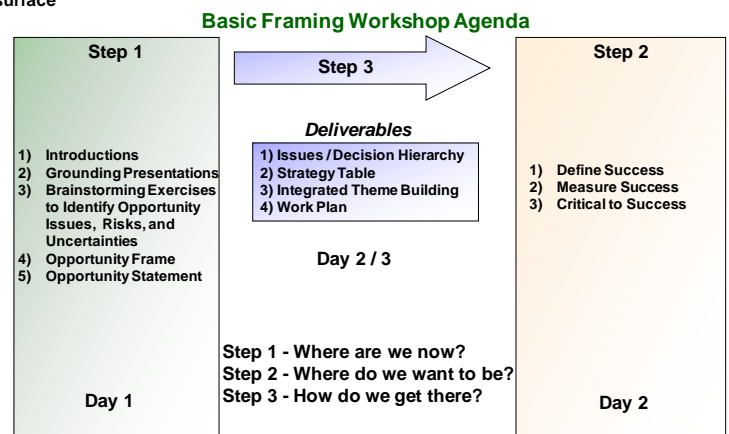 surface
Basic Framing Workshop Agenda
Step 1
1) Introductions
2) Grounding Presentations
3) Brainstorming Exercises
to Identify Opportunity
Issues, Risks, and
Uncertainties
4) Opportunity Frame
5) Opportunity Statement
Day 1
Step 3
Deliverables
1) Issues / Decision Hierarchy
2) Strategy Table
3) Integrated Theme Building
4) Work Plan
Day 2 / 3
Step 1 - Where are we now?
Step 2 - Where do we want to be?
Step 3 - How do we get there?
Step 2
1) Define Success
2) Measure Success
3) Critical to Success
Day 2